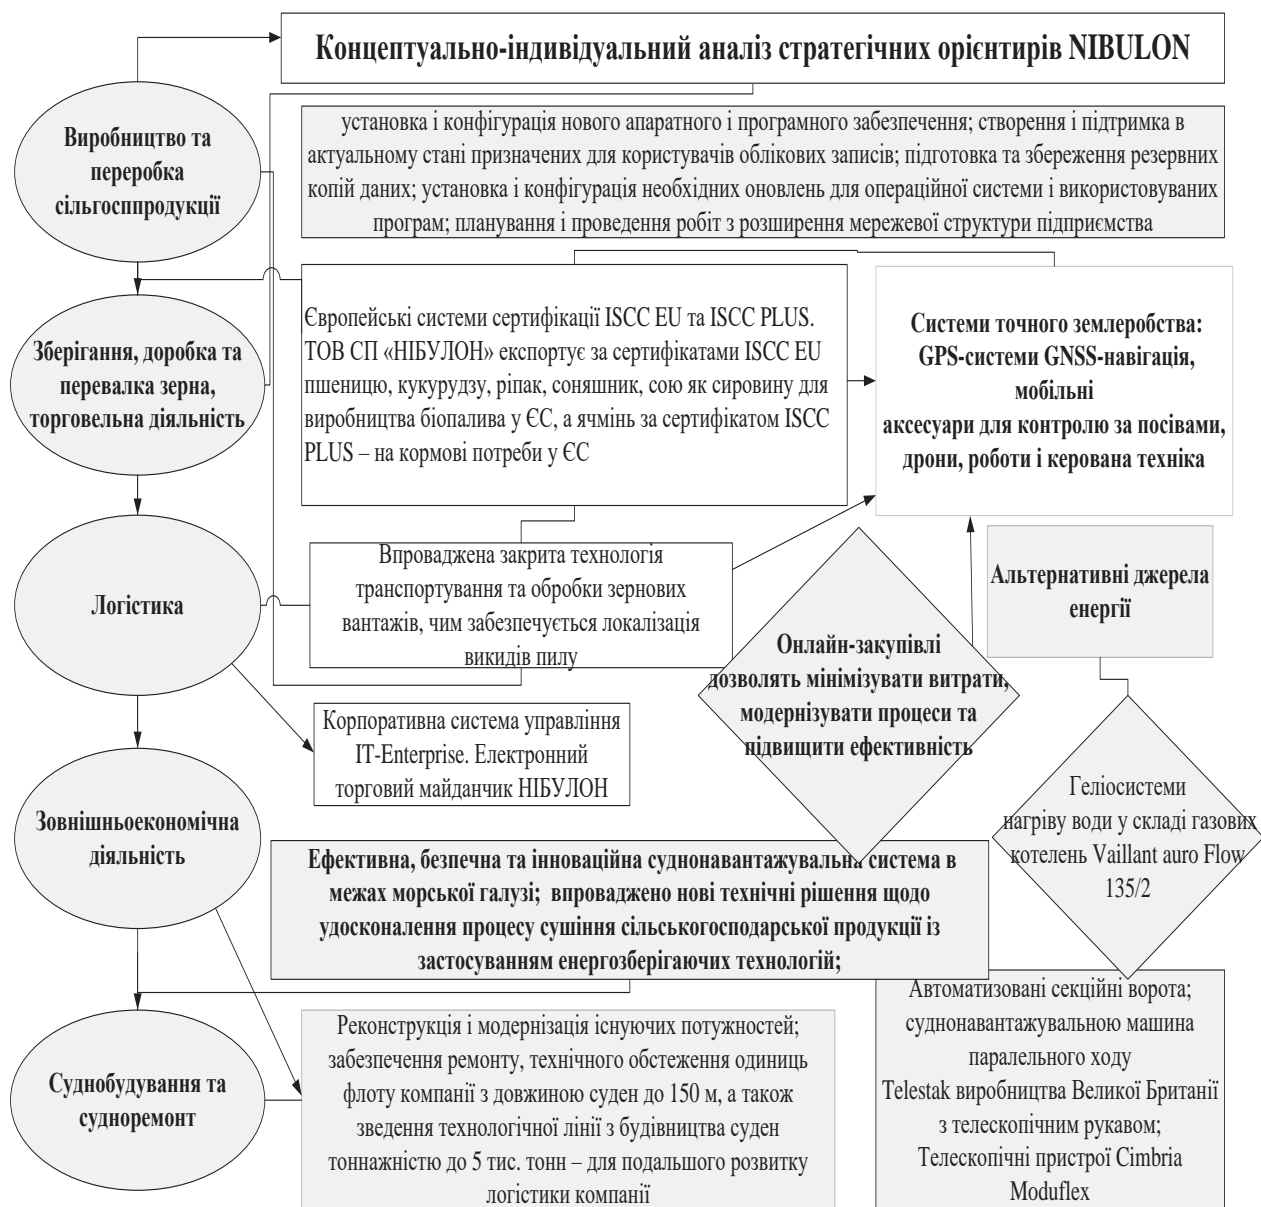 Концептуально-індивідуальний аналіз стратегічних орієнтирів NIBULON
Виробництво та
переробка
сільгосппродукції
установка і конфігурація нового апаратного і програмного забезпечення; створення і підтримка в
актуальному стані призначених для користувачів облікових записів; підготовка та збереження резервних
копій даних; установка і конфігурація необхідних оновлень для операційної системи і використовуваних
програм; планування і проведення робіт з розширення мережевої структури підприємства
Зберігання, доробка та
перевалка зерна,
торговельна діяльність
Європейські системи сертифікації ISCC EU та ISCC PLUS.
ТОВ СП «НІБУЛОН» експортує за сертифікатами ISCC EU
пшеницю, кукурудзу, ріпак, соняшник, сою як сировину для
виробництва біопалива у ЄС, а ячмінь за сертифікатом ISCC
PLUS – на кормові потреби у ЄС
Системи точного землеробства:
GPS-системи GNSS-навігація,
мобільні
аксесуари для контролю за посівами,
дрони, роботи і керована техніка
Логістика
Впроваджена закрита технологія
транспортування та обробки зернових
вантажів, чим забезпечується локалізація
викидів пилу
Альтернативні джерела
енергії
Онлайн-закупівлі
дозволять мінімізувати витрати,
модернізувати процеси та
підвищити ефективність
Корпоративна система управління
IT-Enterprise. Електронний
торговий майданчик НІБУЛОН
Зовнішньоекономічна
діяльність
Геліосистеми
нагріву води у складі газових
котелень Vaillant auro Flow
135/2
Ефективна, безпечна та інноваційна суднонавантажувальна система в
межах морської галузі; впроваджено нові технічні рішення щодо
удосконалення процесу сушіння сільськогосподарської продукції із
застосуванням енергозберігаючих технологій;
Суднобудування та
судноремонт
Реконструкція і модернізація існуючих потужностей;
забезпечення ремонту, технічного обстеження одиниць
флоту компанії з довжиною суден до 150 м, а також
зведення технологічної лінії з будівництва суден
тоннажністю до 5 тис. тонн – для подальшого розвитку
логістики компанії
Автоматизовані секційні ворота;
суднонавантажувальною машина
паралельного ходу
Telestak виробництва Великої Британії
з телескопічним рукавом;
Телескопічні пристрої Cimbria
Moduflex